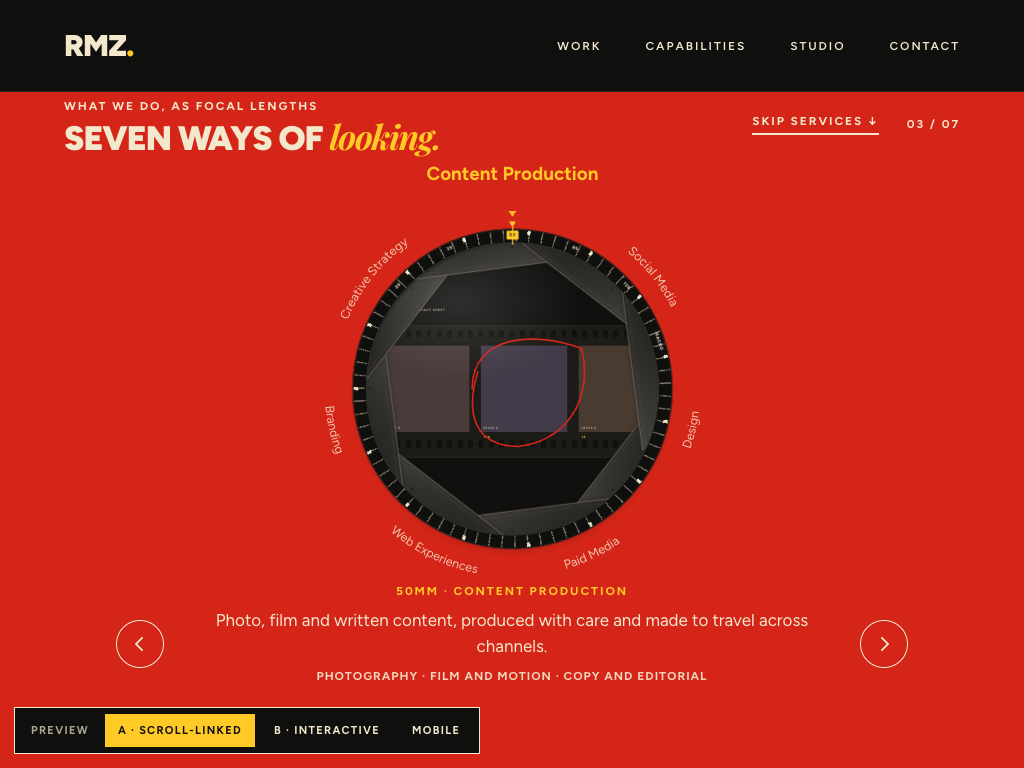 RMZ.
WORK
CAPABILITIES
STUDIO
CONTACT
WHAT WE DO, AS FOCAL LENGTHS
SEVEN WAYS OF looking.
SKIP SERVICES ↓
03 / 07
Content Production
Creative Strategy
Social Media
Branding
Design
Web Experiences
Paid Media
50MM · CONTENT PRODUCTION
Photo, film and written content, produced with care and made to travel across
channels.
PHOTOGRAPHY · FILM AND MOTION · COPY AND EDITORIAL
PREVIEW
A · SCROLL-LINKED
B · INTERACTIVE
MOBILE